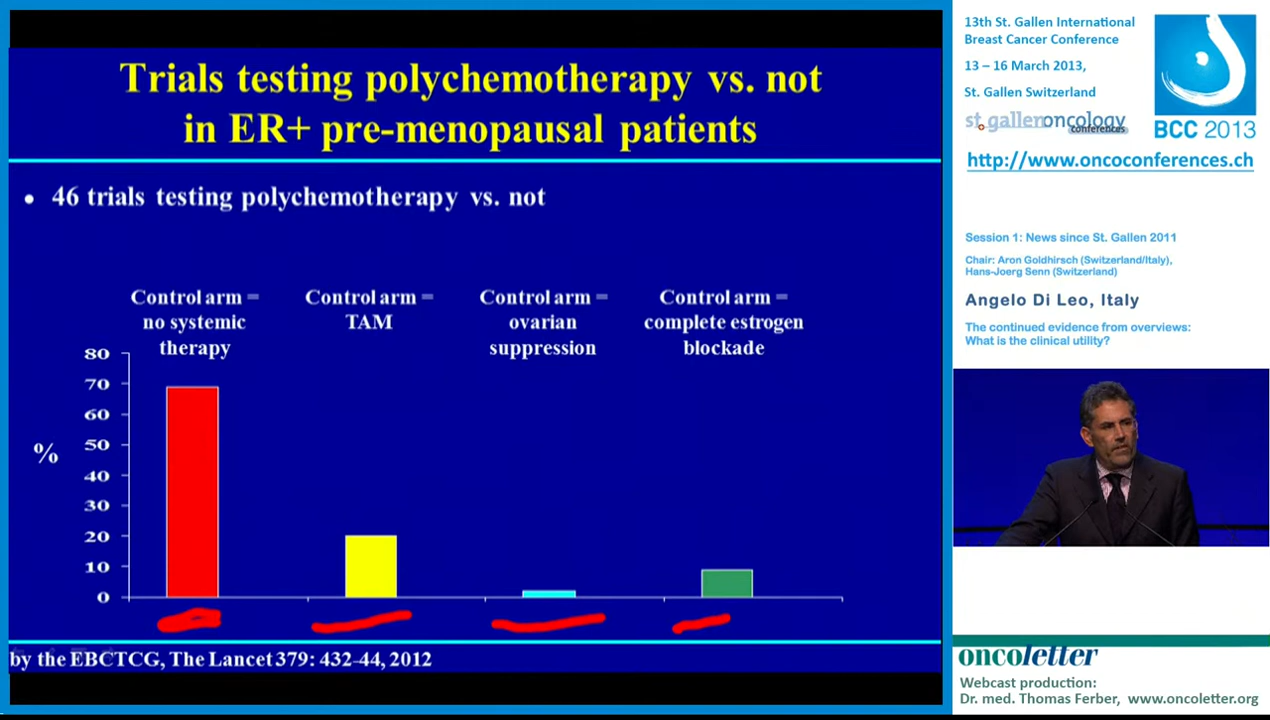 Trials testing polychemotherapy vs. not
in ER+ pre-menopausal patients
• 46 trials testing polychemotherapy vs. not
Control arm =
no systemic
therapy
Control arm =
TAM
Control arm =
ovarian
suppression
Control arm =
complete estrogen
blockade
80
70
60
50
40
30
20
10
0
%
by the EBCTCG, The Lancet 379: 432-44, 2012
13th St. Gallen International
Breast Cancer Conference
13 – 16 March 2013,
St. Gallen Switzerland
st.gallenoncology
conferences
BCC 2013
http://www.oncoconferences.ch
Session 1: News since St. Gallen 2011
Chair: Aron Goldhirsch (Switzerland/Italy),
Hans-Joerg Senn (Switzerland)
Angelo Di Leo, Italy
The continued evidence from overviews:
What is the clinical utility?
oncoletter
Webcast production:
Dr. med. Thomas Ferber, www.oncoletter.org